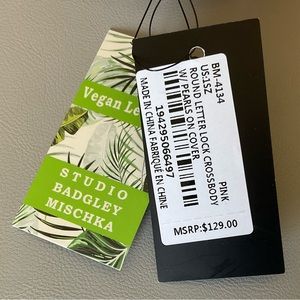 Vegan Le
STUDIO
BADGLEY
MISCHKA
BM-4134
US:1SZ PINK
ROUND LETTER LOCK CROSSBODY
W/ PEARLS ON COVER
194295066497
MADE IN CHINA FABRIQUÉ EN CHINE
MSRP:$129.00